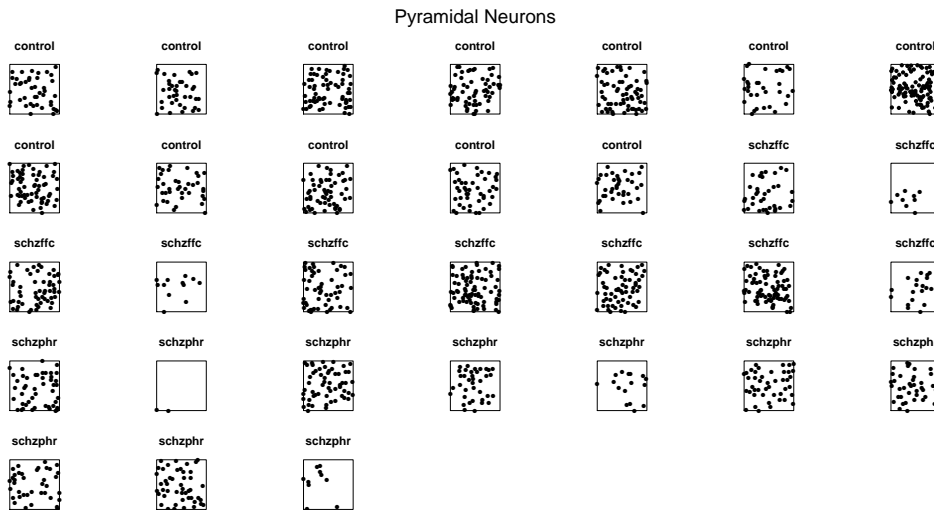 Pyramidal Neurons
control control control control control control control
control control control control control schzffc schzffc
schzffc schzffc schzffc schzffc schzffc schzffc schzffc
schzphr schzphr schzphr schzphr schzphr schzphr schzph
schzphr schzphr schzphr